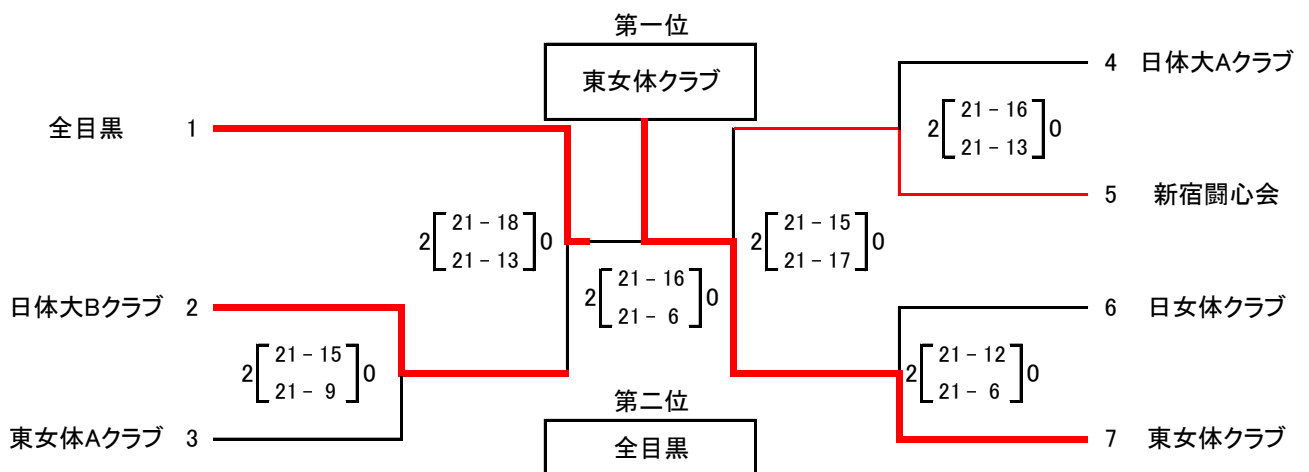 第一位
東女体クラブ
全目黒 1
4 日体大Aクラブ
2 [21 - 16] 0
[21 - 13]
5 新宿闘心会
2 [21 - 18] 0
[21 - 13]
2 [21 - 15] 0
[21 - 17]
2 [21 - 16] 0
[21 - 6]
日体大Bクラブ 2
6 日女体クラブ
2 [21 - 15] 0
[21 - 9]
2 [21 - 12] 0
[21 - 6]
東女体Aクラブ 3
7 東女体クラブ
第二位
全目黒